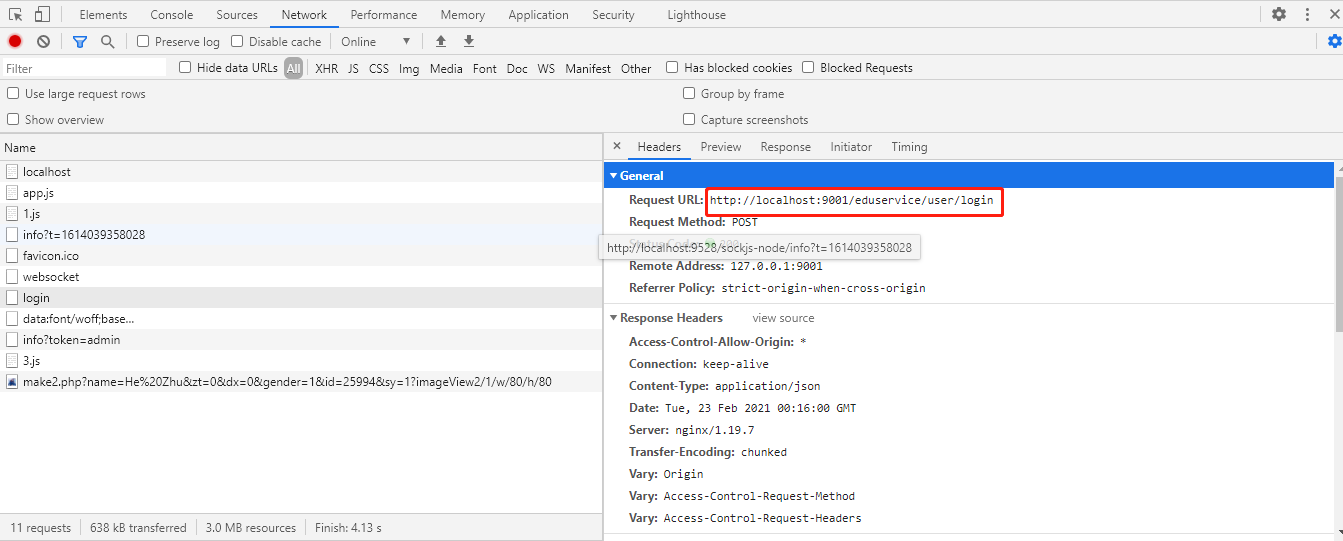 Elements Console Sources Network Performance Memory Application Security Lighthouse
Preserve log Disable cache Online
Filter Hide data URLs All XHR JS CSS Img Media Font Doc WS Manifest Other Has blocked cookies Blocked Requests
Use large request rows Group by frame
Show overview Capture screenshots
Name
localhost
app.js
1.js
info?t=1614039358028
favicon.ico
websocket
login
data:font/woff;base...
info?token=admin
3.js
make2.php?name=He%20Zhu&zt=0&dx=0&gender=1&id=25994&sy=1?imageView2/1/w/80/h/80
11 requests 638 kB transferred 3.0 MB resources Finish: 4.13 s
× Headers Preview Response Initiator Timing
General
Request URL: http://localhost:9001/eduservice/user/login
Request Method: POST
http://localhost:9528/sockjs-node/info?t=1614039358028
Remote Address: 127.0.0.1:9001
Referrer Policy: strict-origin-when-cross-origin
Response Headers view source
Access-Control-Allow-Origin: *
Connection: keep-alive
Content-Type: application/json
Date: Tue, 23 Feb 2021 00:16:00 GMT
Server: nginx/1.19.7
Transfer-Encoding: chunked
Vary: Origin
Vary: Access-Control-Request-Method
Vary: Access-Control-Request-Headers